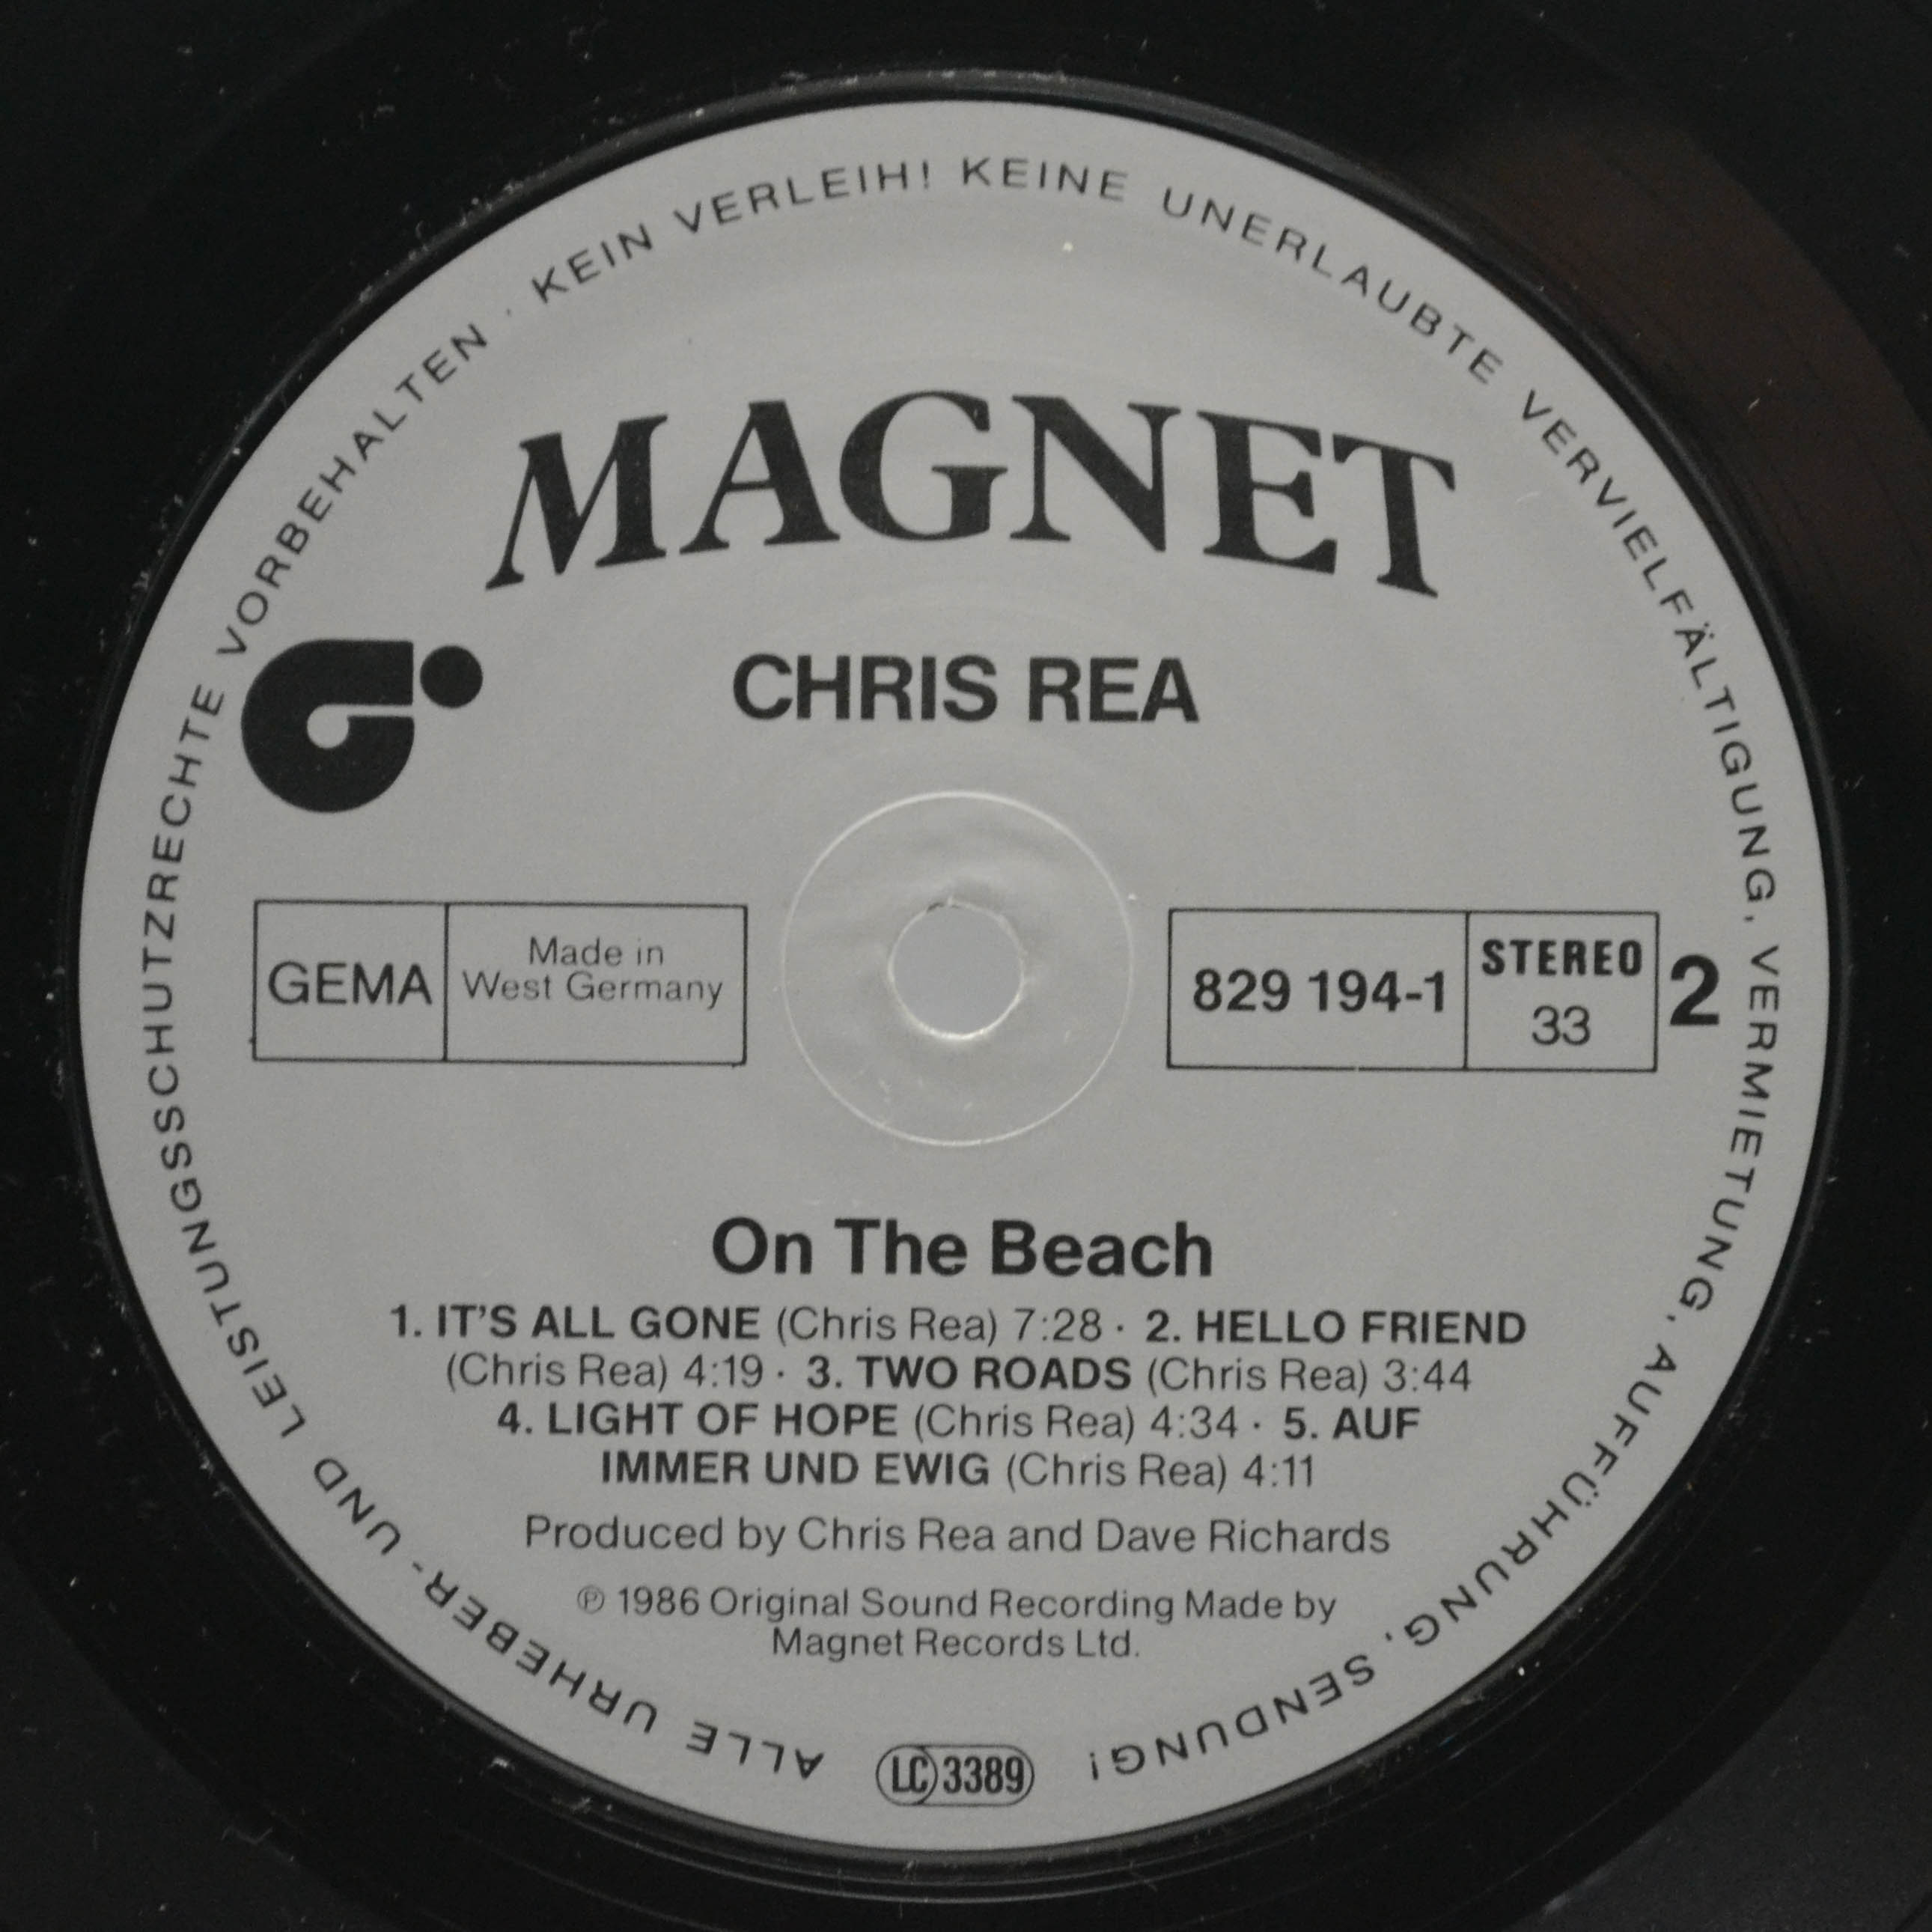 ALLE URHEBER- UND LEISTUNGSSCHUTZRECHTE VORBEHALTEN · KEIN VERLEIH! KEINE UNERLAUBTE VERVIELFÄLTIGUNG, VERMIETUNG, AUFFÜHRUNG, SENDUNG!
MAGNET
CHRIS REA
GEMA
Made in
West Germany
829 194-1
STEREO
33
2
On The Beach
1. IT'S ALL GONE (Chris Rea) 7:28 · 2. HELLO FRIEND
(Chris Rea) 4:19 · 3. TWO ROADS (Chris Rea) 3:44
4. LIGHT OF HOPE (Chris Rea) 4:34 · 5. AUF
IMMER UND EWIG (Chris Rea) 4:11
Produced by Chris Rea and Dave Richards
℗ 1986 Original Sound Recording Made by
Magnet Records Ltd.
LC 3389